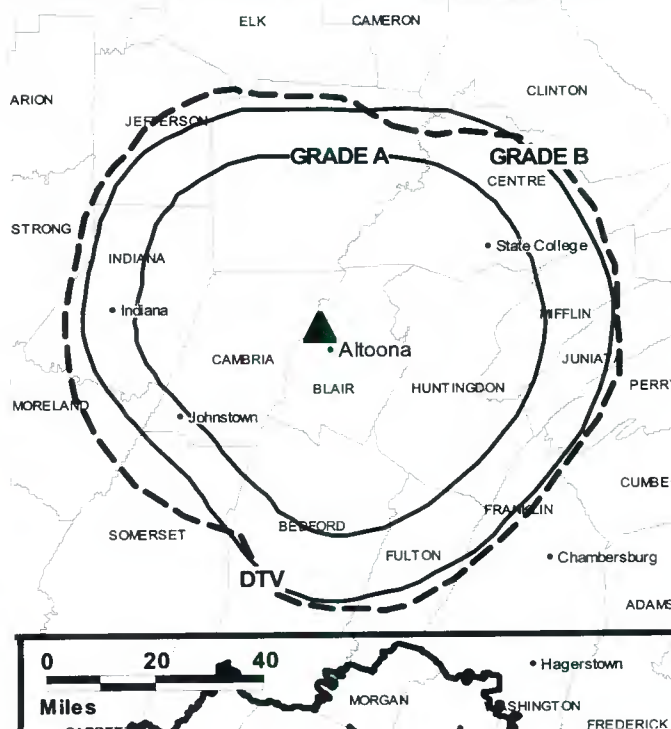 ELK CAMERON
ARION
CLINTON
JEFFERSON
GRADE A GRADE B
CENTRE
STRONG
State College
INDIANA
Indiana
MIFFLIN
Altoona
CAMBRIA
JUNIATA
BLAIR HUNTINGDON
PERRY
MORELAND
Johnstown
CUMBE
FRANKLIN
SOMERSET
BEDFORD
FULTON
Chambersburg
DTV
ADAMS
0 20 40
Hagerstown
Miles
MORGAN
WASHINGTON
FREDERICK